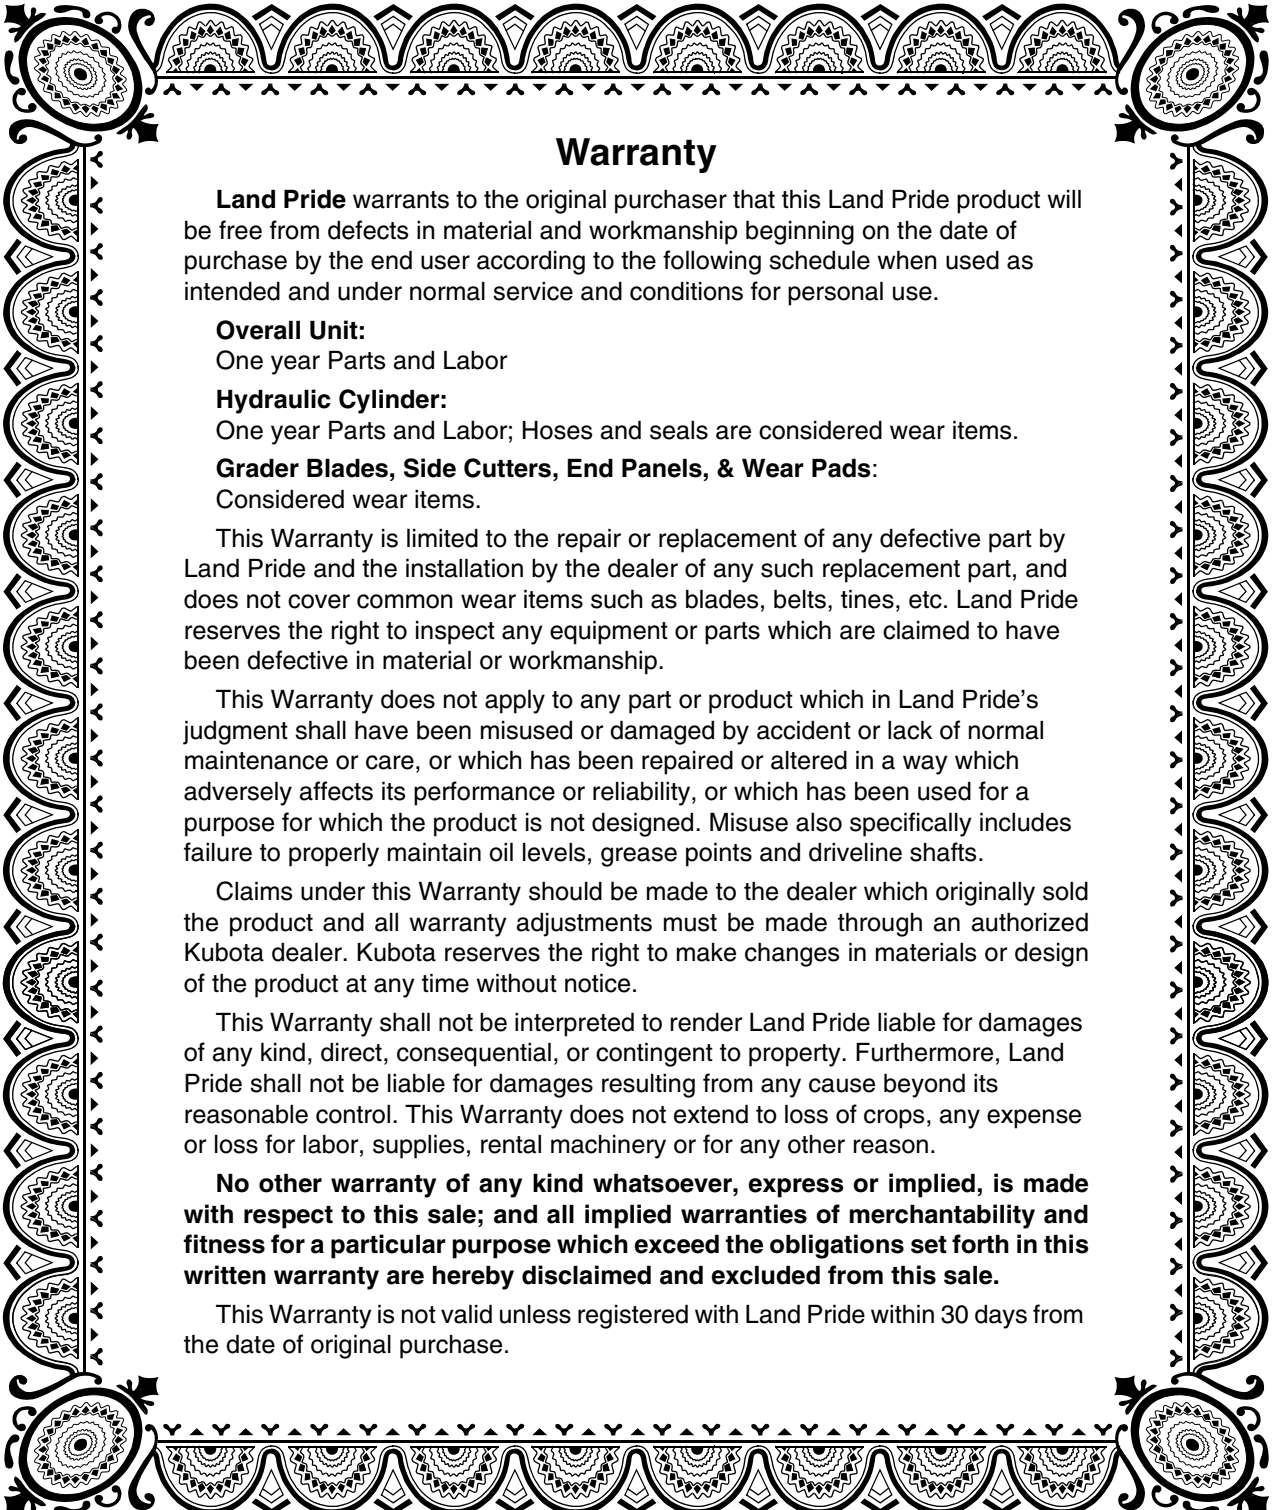 Warranty
Land Pride warrants to the original purchaser that this Land Pride product will
be free from defects in material and workmanship beginning on the date of
purchase by the end user according to the following schedule when used as
intended and under normal service and conditions for personal use.
Overall Unit:
One year Parts and Labor
Hydraulic Cylinder:
One year Parts and Labor; Hoses and seals are considered wear items.
Grader Blades, Side Cutters, End Panels, & Wear Pads:
Considered wear items.
This Warranty is limited to the repair or replacement of any defective part by
Land Pride and the installation by the dealer of any such replacement part, and
does not cover common wear items such as blades, belts, tines, etc. Land Pride
reserves the right to inspect any equipment or parts which are claimed to have
been defective in material or workmanship.
This Warranty does not apply to any part or product which in Land Pride’s
judgment shall have been misused or damaged by accident or lack of normal
maintenance or care, or which has been repaired or altered in a way which
adversely affects its performance or reliability, or which has been used for a
purpose for which the product is not designed. Misuse also specifically includes
failure to properly maintain oil levels, grease points and driveline shafts.
Claims under this Warranty should be made to the dealer which originally sold
the product and all warranty adjustments must be made through an authorized
Kubota dealer. Kubota reserves the right to make changes in materials or design
of the product at any time without notice.
This Warranty shall not be interpreted to render Land Pride liable for damages
of any kind, direct, consequential, or contingent to property. Furthermore, Land
Pride shall not be liable for damages resulting from any cause beyond its
reasonable control. This Warranty does not extend to loss of crops, any expense
or loss for labor, supplies, rental machinery or for any other reason.
No other warranty of any kind whatsoever, express or implied, is made
with respect to this sale; and all implied warranties of merchantability and
fitness for a particular purpose which exceed the obligations set forth in this
written warranty are hereby disclaimed and excluded from this sale.
This Warranty is not valid unless registered with Land Pride within 30 days from
the date of original purchase.